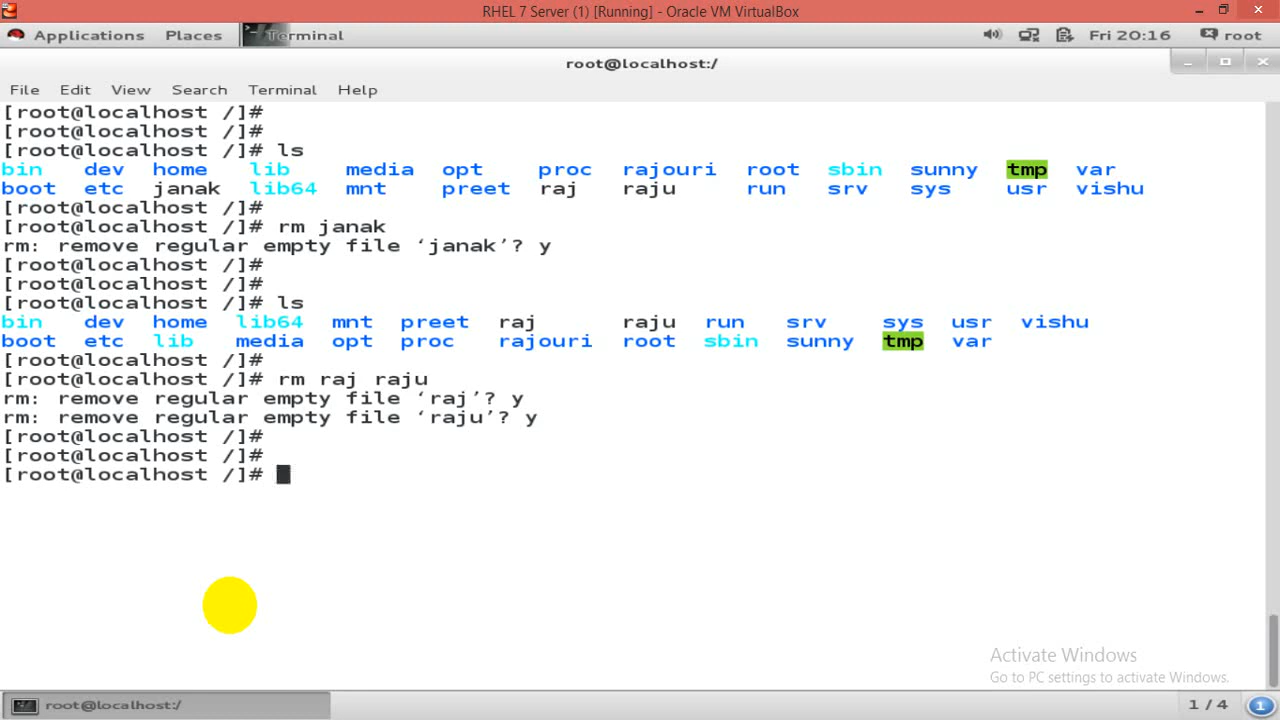 RHEL 7 Server (1) [Running] - Oracle VM VirtualBox
Applications Places Terminal Fri 20:16 root
root@localhost:/
File Edit View Search Terminal Help
[root@localhost /]#
[root@localhost /]#
[root@localhost /]# ls
bin dev home lib media opt proc rajouri root sbin sunny tmp var
boot etc janak lib64 mnt preet raj raju run srv sys usr vishu
[root@localhost /]#
[root@localhost /]# rm janak
rm: remove regular empty file ‘janak’? y
[root@localhost /]#
[root@localhost /]#
[root@localhost /]# ls
bin dev home lib64 mnt preet raj raju run srv sys usr vishu
boot etc lib media opt proc rajouri root sbin sunny tmp var
[root@localhost /]#
[root@localhost /]# rm raj raju
rm: remove regular empty file ‘raj’? y
rm: remove regular empty file ‘raju’? y
[root@localhost /]#
[root@localhost /]#
[root@localhost /]#
Activate Windows
Go to PC settings to activate Windows.
root@localhost:/ 1 / 4 1